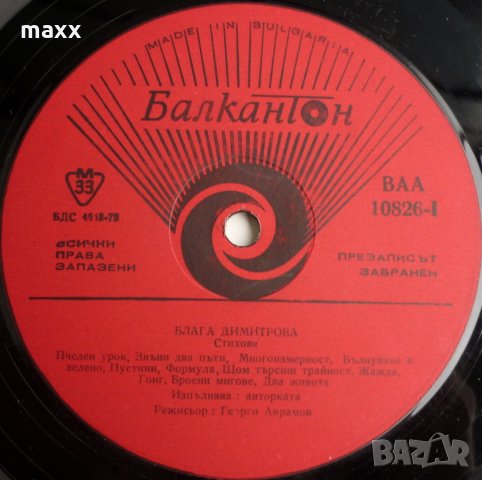 maxx
MADE IN BULGARIA
Балкантон
М
33
БДС 4618-79
ВСИЧКИ
ПРАВА
ЗАПАЗЕНИ
ВАА
10826-I
ПРЕЗАПИСЪТ
ЗАБРАНЕН
БЛАГА ДИМИТРОВА
Стихове
Пчелен урок, Звъни два пъти, Многоизмерност, Бълнуване в
зелено, Пустини, Формула, Щом търсиш трайност, Жажда,
Гонг, Броени мигове, Два живота
Изпълнява : авторката
Режисьор : Георги Аврамов
BAZAR